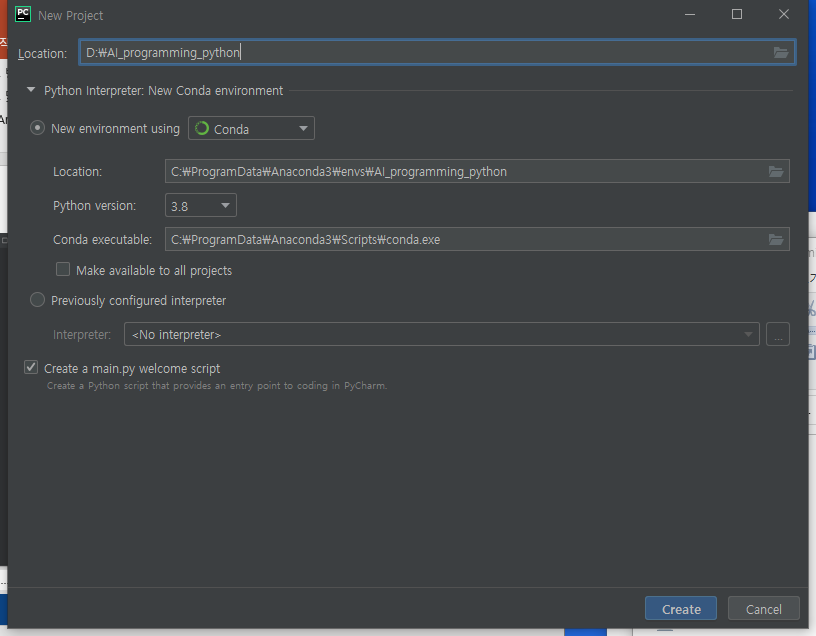 PC New Project
Location: D:₩AI_programming_python
Python Interpreter: New Conda environment
New environment using Conda
Location: C:₩ProgramData₩Anaconda3₩envs₩AI_programming_python
Python version: 3.8
Conda executable: C:₩ProgramData₩Anaconda3₩Scripts₩conda.exe
Make available to all projects
Previously configured interpreter
Interpreter: <No interpreter> ...
Create a main.py welcome script
Create a Python script that provides an entry point to coding in PyCharm.
Create Cancel